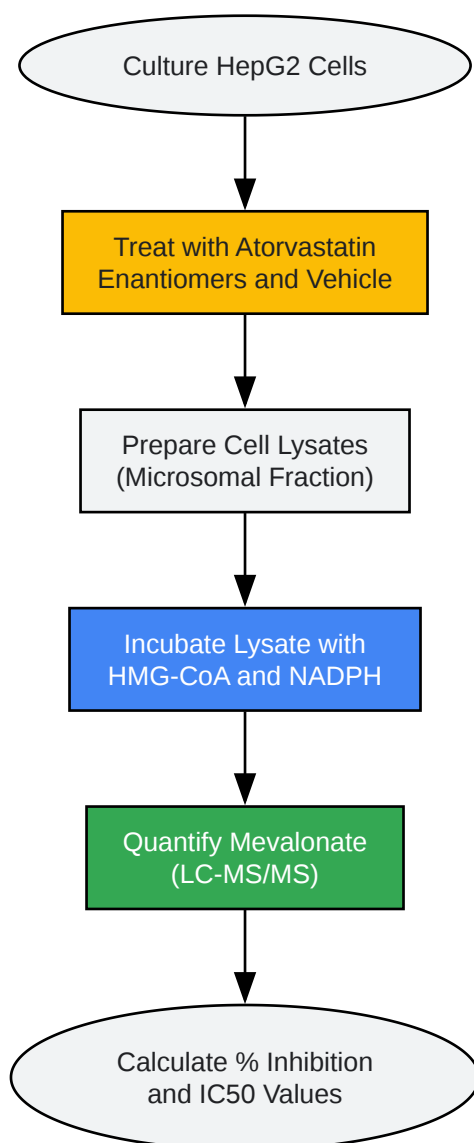 Culture HepG2 Cells
Treat with Atorvastatin
Enantiomers and Vehicle
Prepare Cell Lysates
(Microsomal Fraction)
Incubate Lysate with
HMG-CoA and NADPH
Quantify Mevalonate
(LC-MS/MS)
Calculate % Inhibition
and IC50 Values